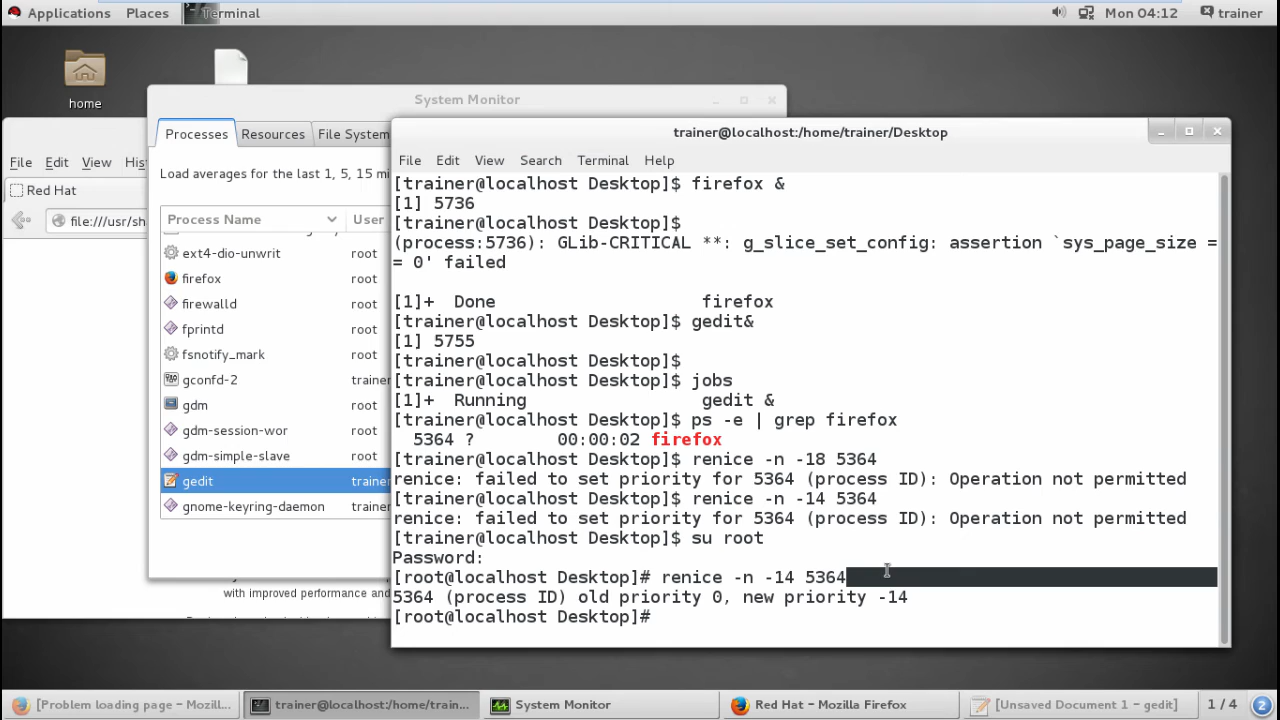 Applications Places Terminal Mon 04:12 trainer
home
System Monitor
Processes Resources File System
Load averages for the last 1, 5, 15 mi
Process Name User
ext4-dio-unwrit root
firefox root
firewalld root
fprintd root
fsnotify_mark root
gconfd-2 trainer
gdm root
gdm-session-wor root
gdm-simple-slave root
gedit trainer
gnome-keyring-daemon trainer
File Edit View His
Red Hat
file:///usr/sh
with improved performance and
trainer@localhost:/home/trainer/Desktop
File Edit View Search Terminal Help
[trainer@localhost Desktop]$ firefox &
[1] 5736
[trainer@localhost Desktop]$
(process:5736): GLib-CRITICAL **: g_slice_set_config: assertion `sys_page_size =
= 0' failed
[1]+ Done firefox
[trainer@localhost Desktop]$ gedit&
[1] 5755
[trainer@localhost Desktop]$
[trainer@localhost Desktop]$ jobs
[1]+ Running gedit &
[trainer@localhost Desktop]$ ps -e | grep firefox
5364 ? 00:00:02 firefox
[trainer@localhost Desktop]$ renice -n -18 5364
renice: failed to set priority for 5364 (process ID): Operation not permitted
[trainer@localhost Desktop]$ renice -n -14 5364
renice: failed to set priority for 5364 (process ID): Operation not permitted
[trainer@localhost Desktop]$ su root
Password:
[root@localhost Desktop]# renice -n -14 5364
5364 (process ID) old priority 0, new priority -14
[root@localhost Desktop]#
[Problem loading page - Mozill... trainer@localhost:/home/train... System Monitor Red Hat - Mozilla Firefox [Unsaved Document 1 - gedit] 1 / 4 2